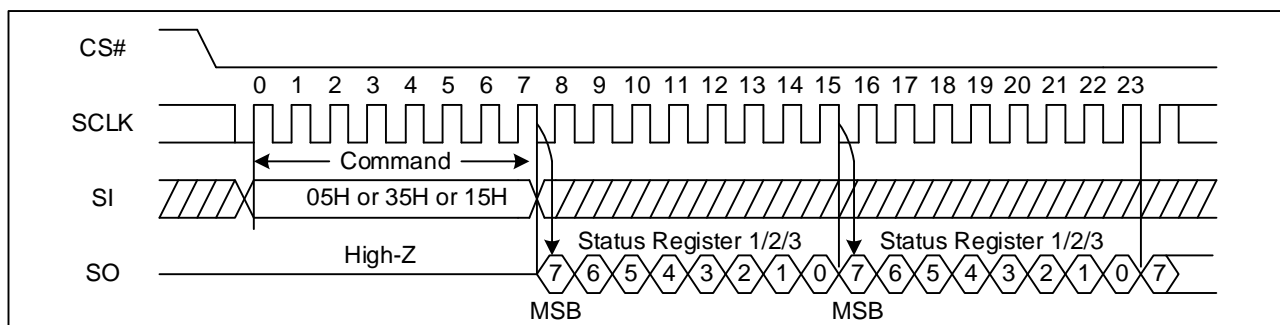 CS#
0 1 2 3 4 5 6 7 8 9 10 11 12 13 14 15 16 17 18 19 20 21 22 23
SCLK
Command
SI
05H or 35H or 15H
High-Z
Status Register 1/2/3
Status Register 1/2/3
SO
7 6 5 4 3 2 1 0 7 6 5 4 3 2 1 0 7
MSB
MSB